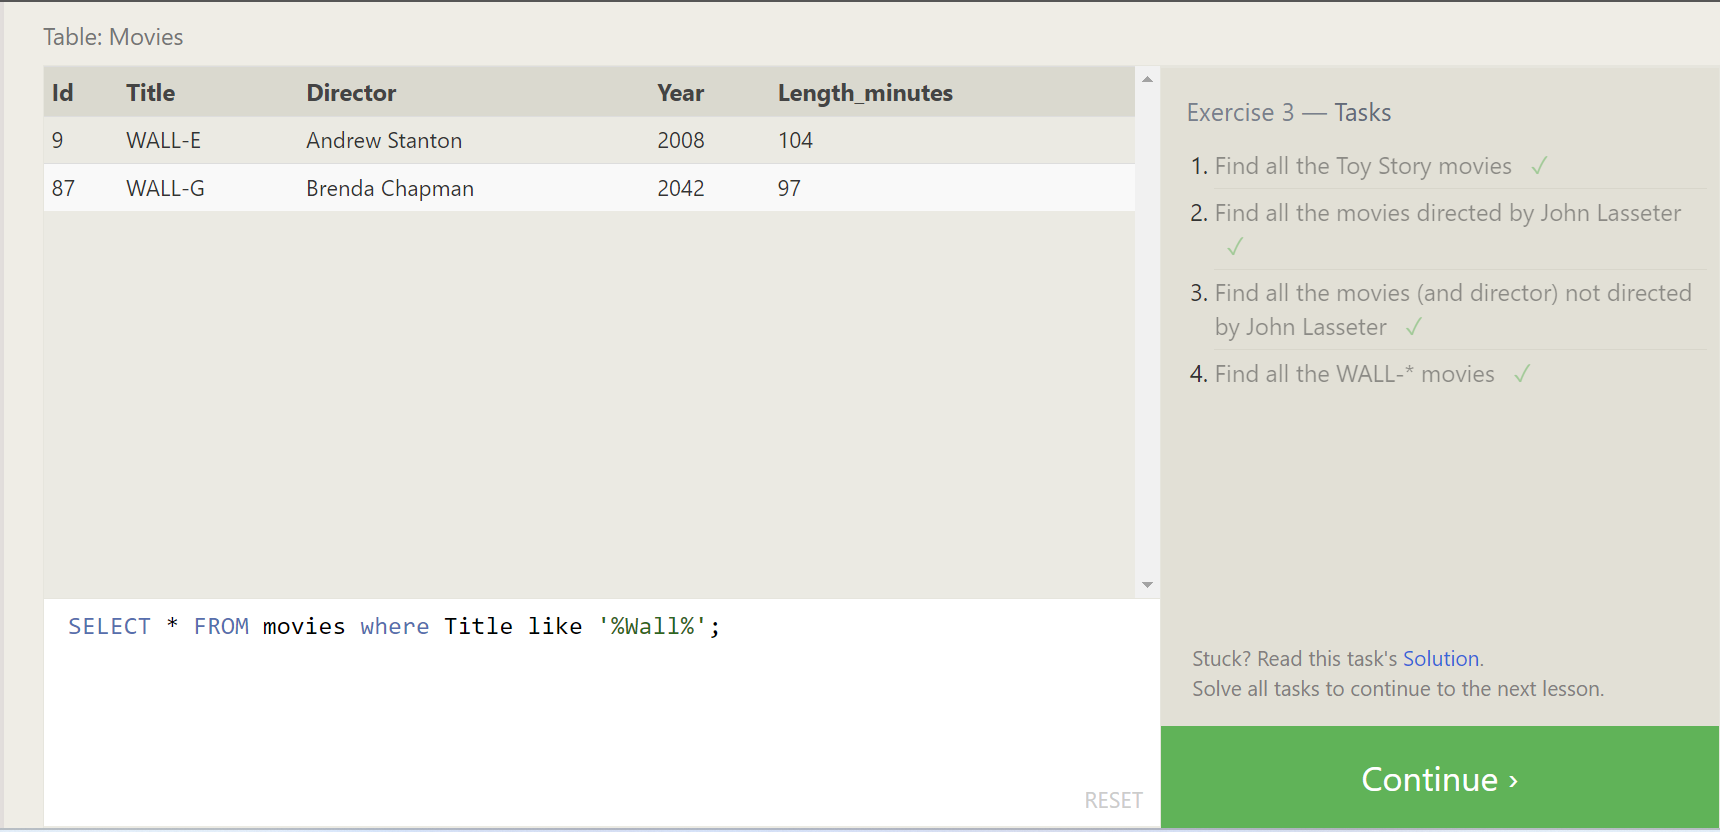 Table: Movies
Id Title Director Year Length_minutes
9 WALL-E Andrew Stanton 2008 104
87 WALL-G Brenda Chapman 2042 97
SELECT * FROM movies where Title like '%Wall%';
RESET
Exercise 3 — Tasks
1. Find all the Toy Story movies ✓
2. Find all the movies directed by John Lasseter
✓
3. Find all the movies (and director) not directed
by John Lasseter ✓
4. Find all the WALL-* movies ✓
Stuck? Read this task's Solution.
Solve all tasks to continue to the next lesson.
Continue ›